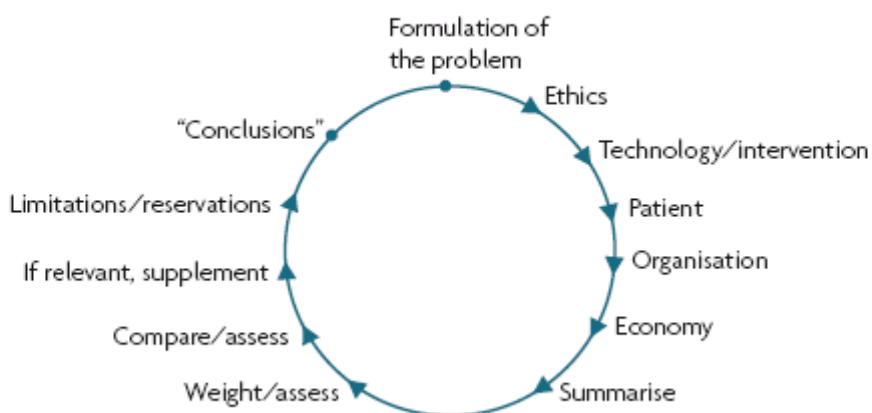 Formulation of
the problem
Ethics
Technology/intervention
Patient
Organisation
Economy
Summarise
Weight/assess
Compare/assess
If relevant, supplement
Limitations/reservations
“Conclusions”